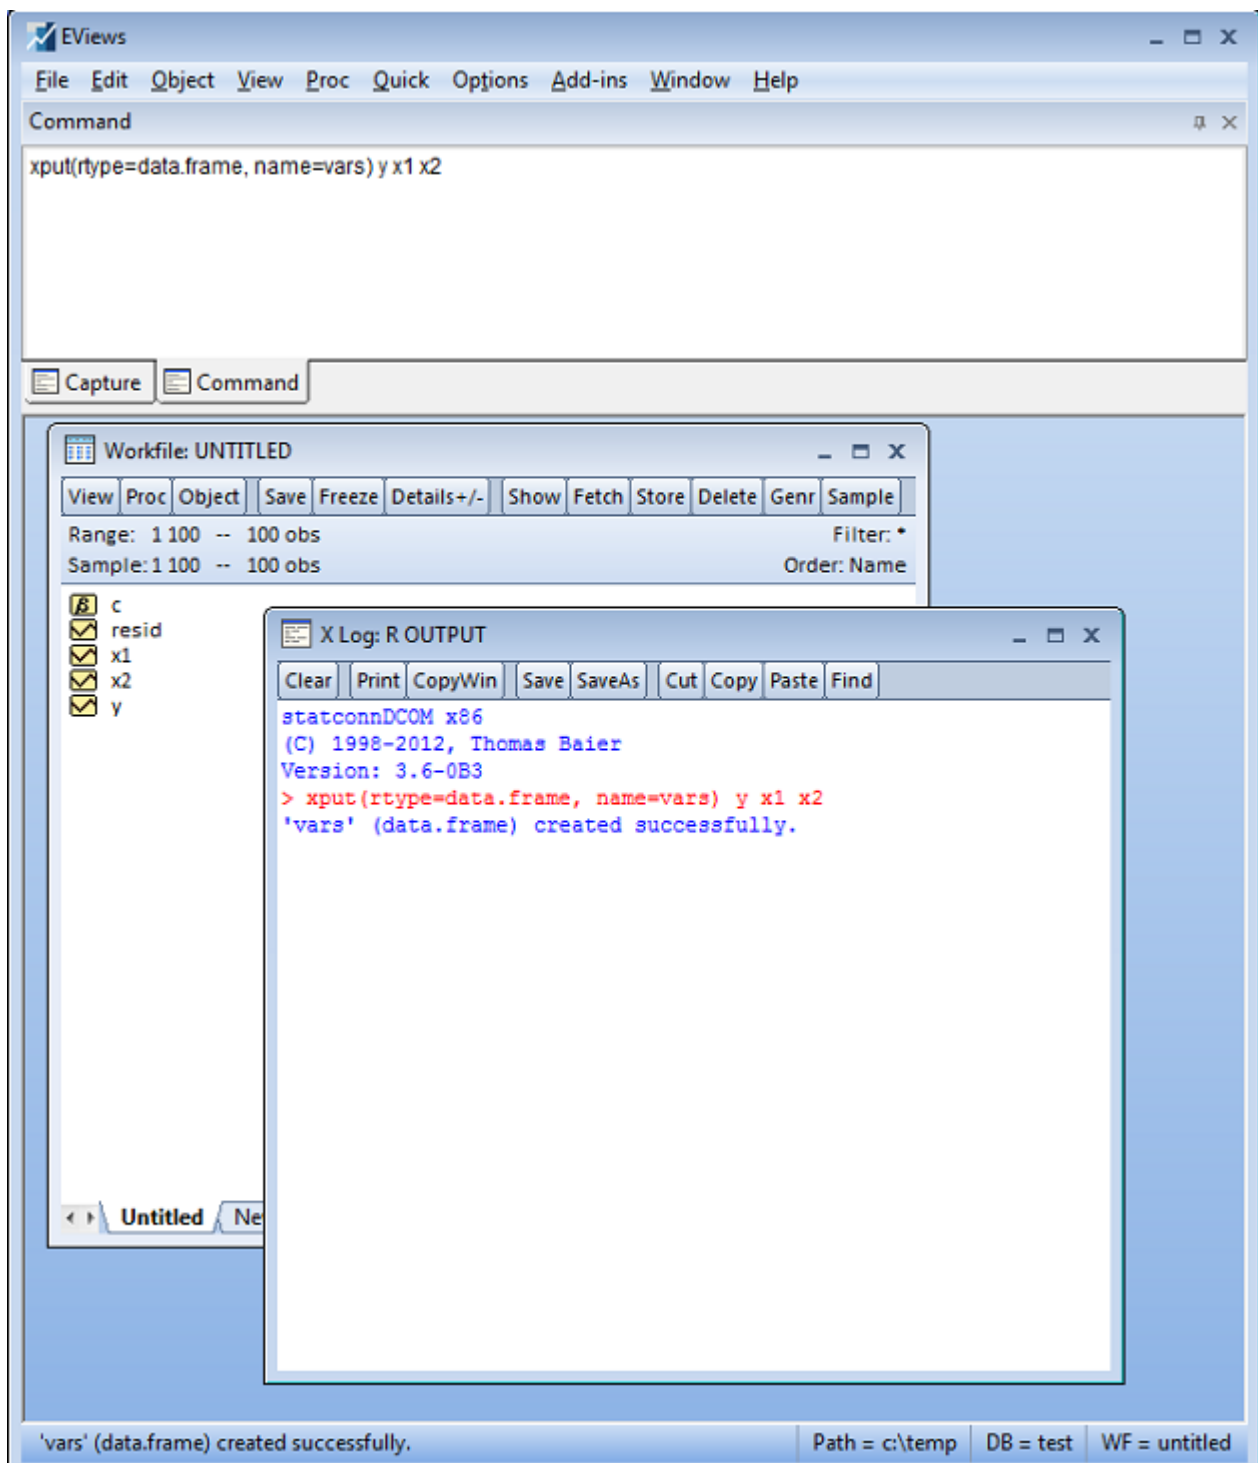 EViews
File Edit Object View Proc Quick Options Add-ins Window Help
Command
xput(rtype=data.frame, name=vars) y x1 x2
Capture Command
Workfile: UNTITLED
View Proc Object Save Freeze Details+/- Show Fetch Store Delete Genr Sample
Range: 1 100 -- 100 obs Filter: *
Sample: 1 100 -- 100 obs Order: Name
c
resid
x1
x2
y
Untitled Ne
X Log: R OUTPUT
Clear Print CopyWin Save SaveAs Cut Copy Paste Find
statconnDCOM x86
(C) 1998-2012, Thomas Baier
Version: 3.6-0B3
> xput(rtype=data.frame, name=vars) y x1 x2
'vars' (data.frame) created successfully.
'vars' (data.frame) created successfully. Path = c:\temp DB = test WF = untitled